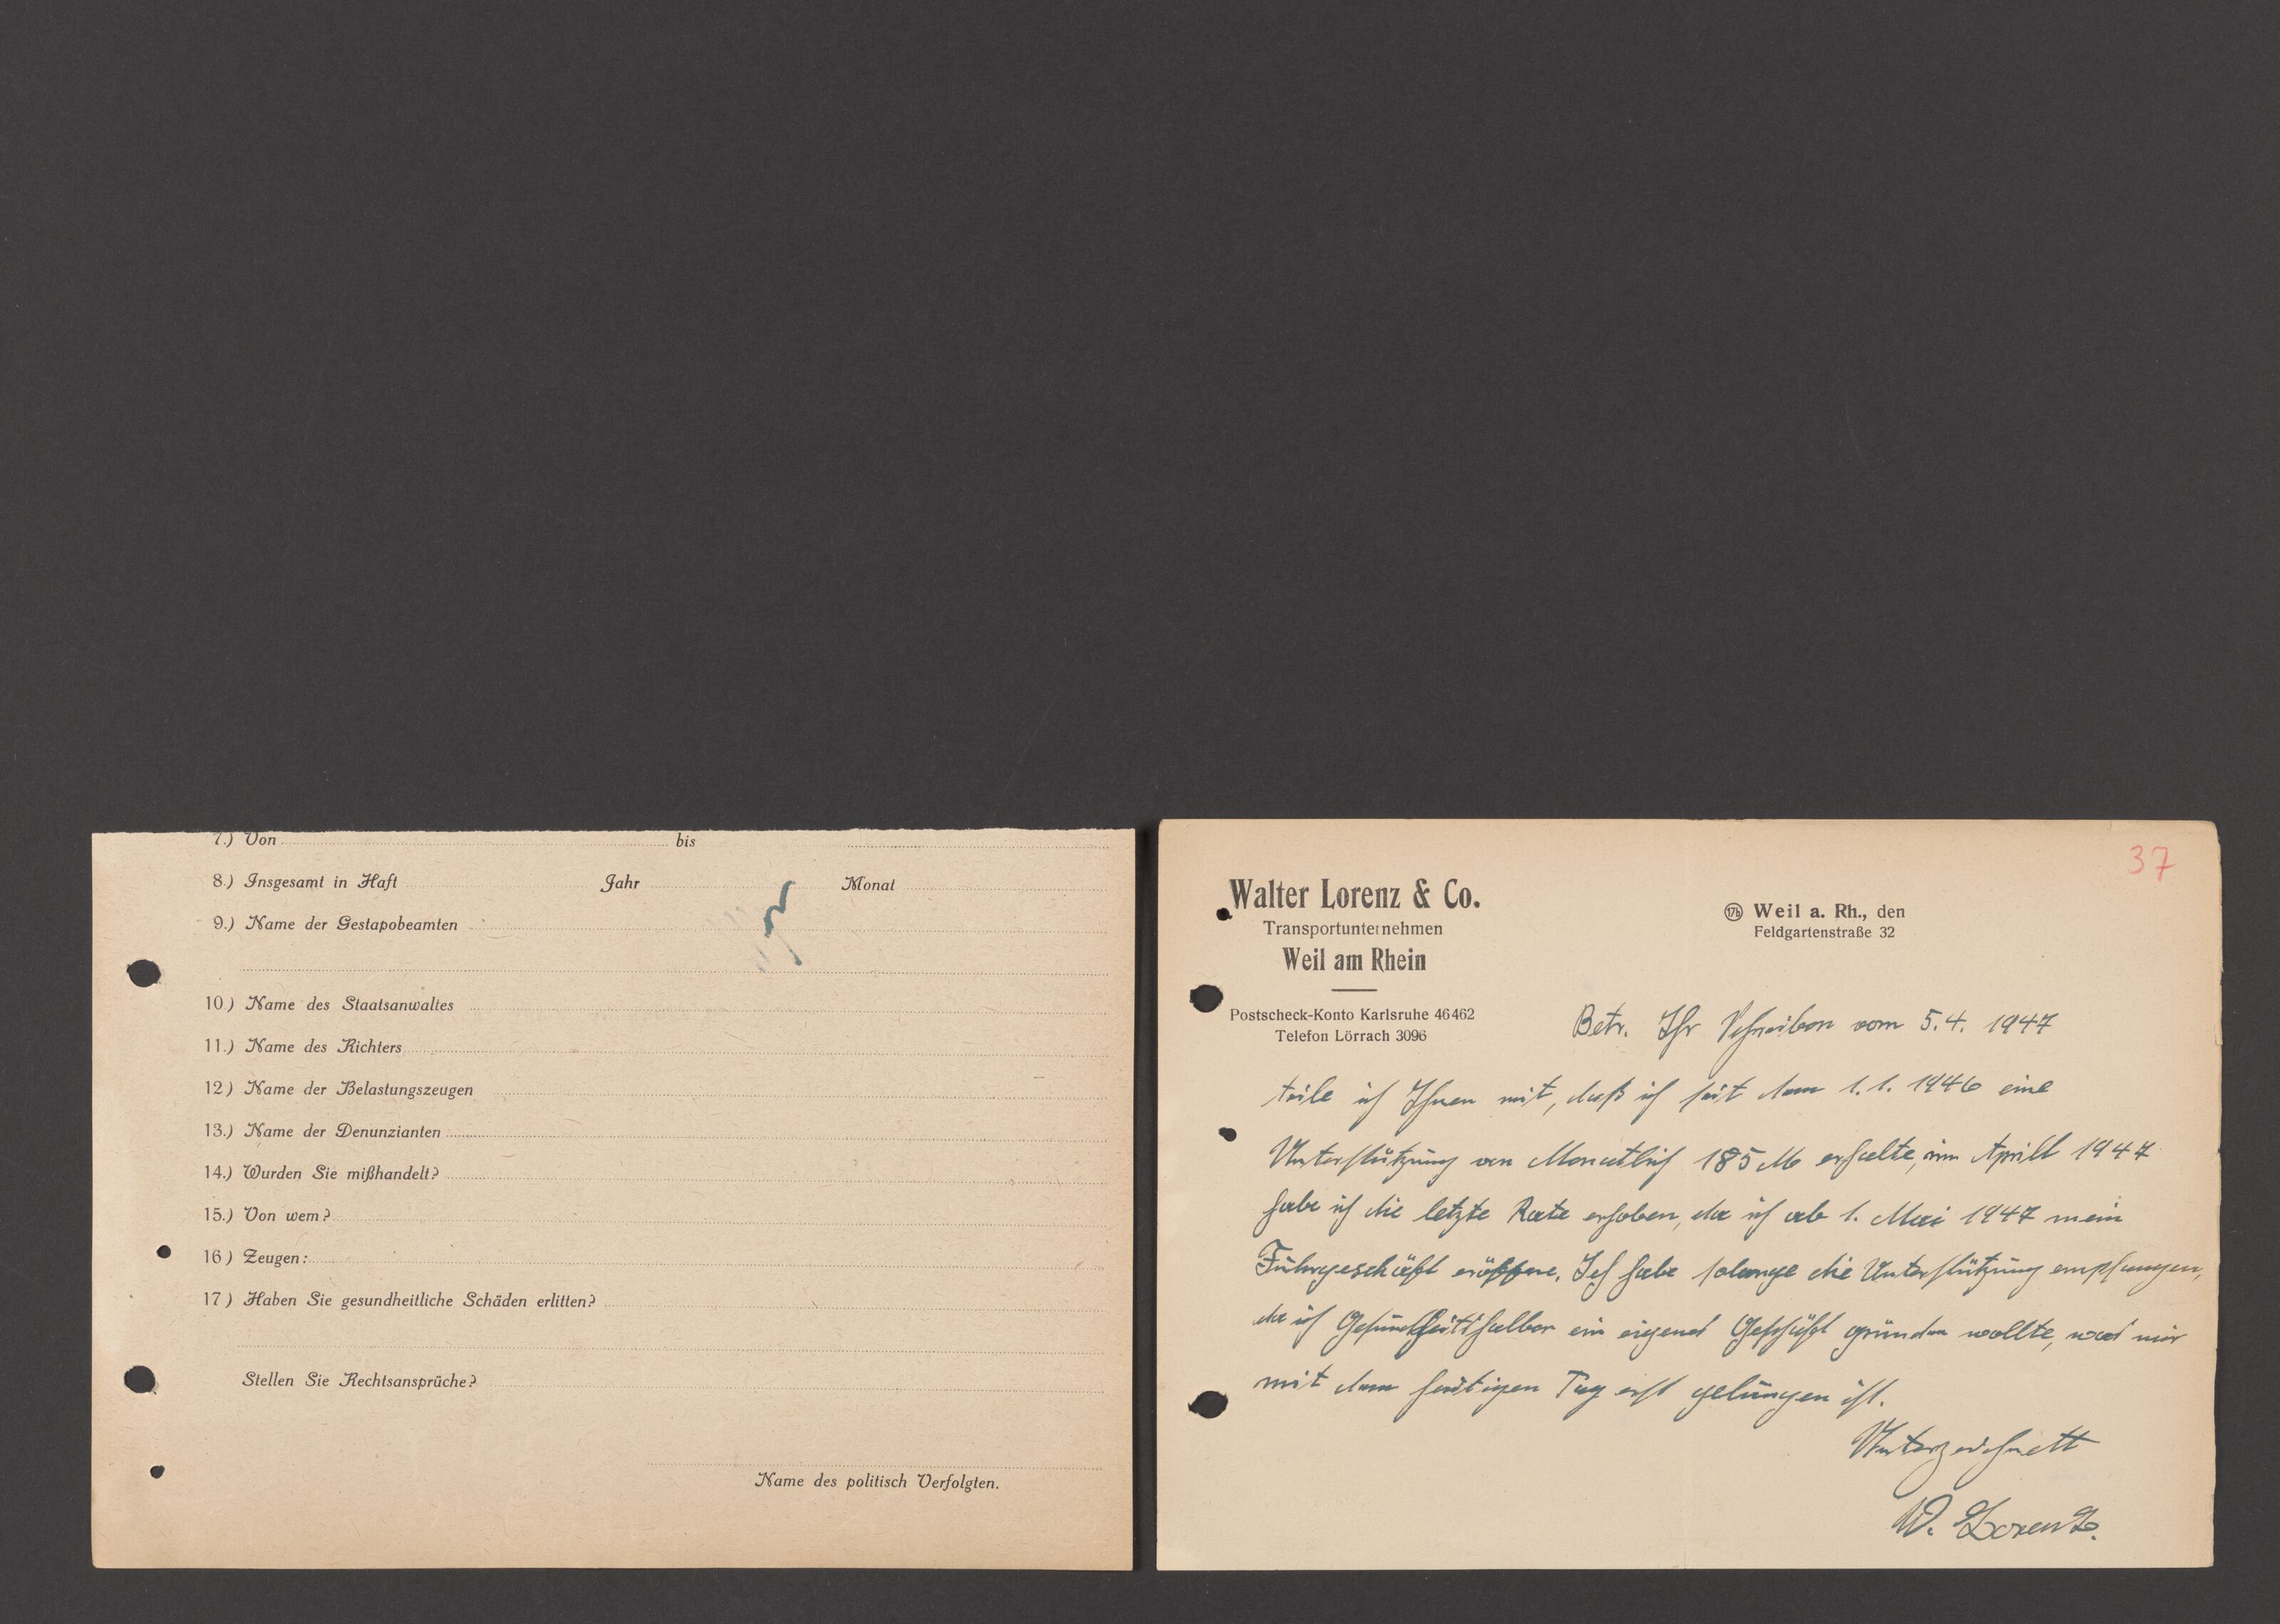 7.) Von bis
8.) Insgesamt in Haft Jahr Monat
9.) Name der Gestapobeamten
10.) Name des Staatsanwaltes
11.) Name des Richters
12) Name der Belastungszeugen
13.) Name der Denunzianten
14.) Wurden Sie mißhandelt?
15.) Von wem?
16) Zeugen:
17) Haben Sie gesundheitliche Schäden erlitten?
Stellen Sie Rechtsansprüche?
Name des politisch Verfolgten.
37
Walter Lorenz & Co.
Transportunternehmen
Weil am Rhein
Postscheck-Konto Karlsruhe 46462
Telefon Lörrach 3096
17b Weil a. Rh., den
Feldgartenstraße 32
Betr. Ihr Schreiben vom 5.4. 1947
teile ich Ihnen mit, daß ich seit dem 1.1. 1946 eine
Unterstützung von Monatlich 185 M erhalte, im Aprill 1947
habe ich die letzte Rate erhoben, da ich ab 1. Mai 1947 mein
Fuhrgeschäft eröffne. Ich habe solange die Unterstützung empfangen,
da ich Gesundheitshalber ein eigenes Geschäft gründen wollte, was mir
mit dem heutigen Tag erst gelungen ist.
Unterzeichnett
W. Lorenz.